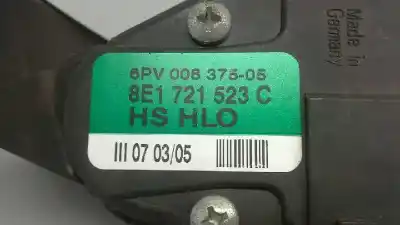 Made in
Germany
6PV 008 375-05
8E1 721 523 C
HS HLO
III 07 03/05